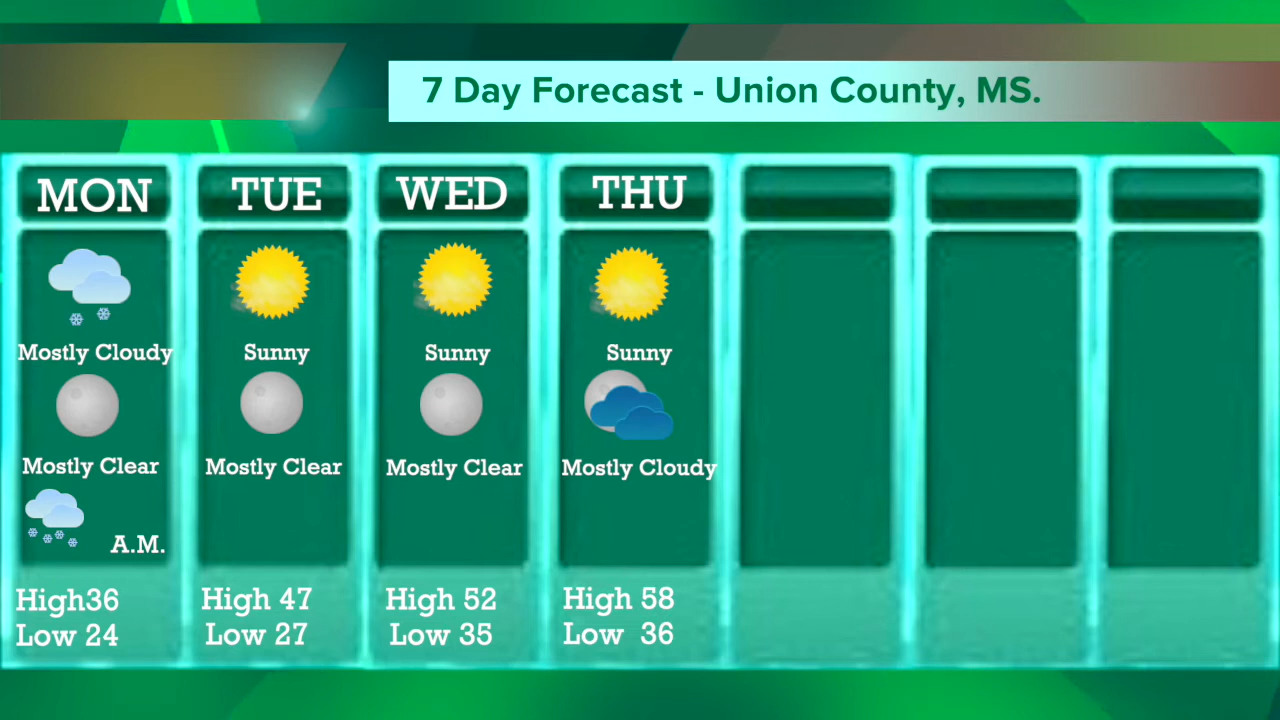 7 Day Forecast - Union County, MS.
MON
Mostly Cloudy
Mostly Clear
A.M.
High36
Low 24
TUE
Sunny
Mostly Clear
High 47
Low 27
WED
Sunny
Mostly Clear
High 52
Low 35
THU
Sunny
Mostly Cloudy
High 58
Low 36